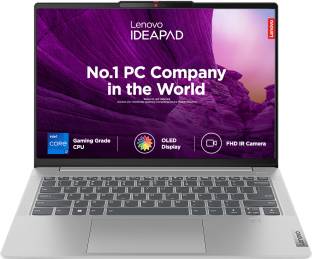 Lenovo
IDEAPAD
Lenovo
No.1 PC Company
in the World
intel
CORE
i7
Gaming Grade
CPU
OLED
Display
FHD IR Camera
Lenovo